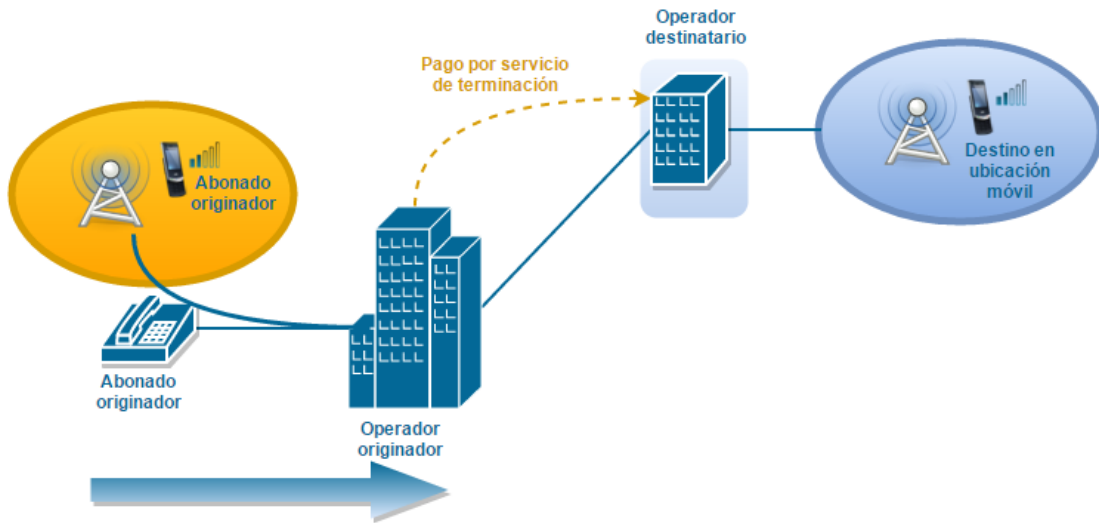 Operador
destinatario
Pago por servicio
de terminación
Abonado
originador
Destino en
ubicación
móvil
Abonado
originador
Operador
originador